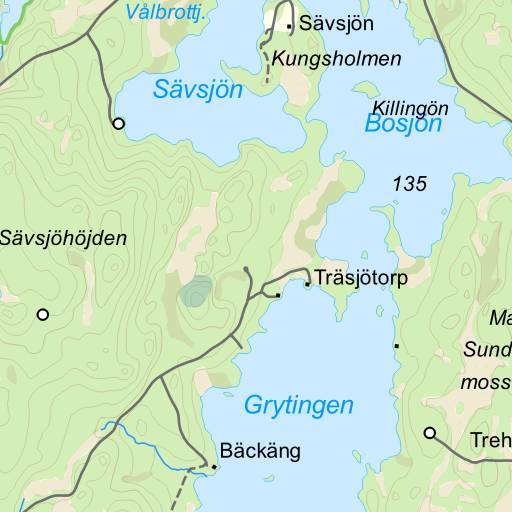 Vålbrottj.
Sävsjön
Kungsholmen
Sävsjön
Killingön
Bosjön
135
Sävsjöhöjden
Träsjötorp
Ma
Sund
moss
Grytingen
Treh
Bäckäng